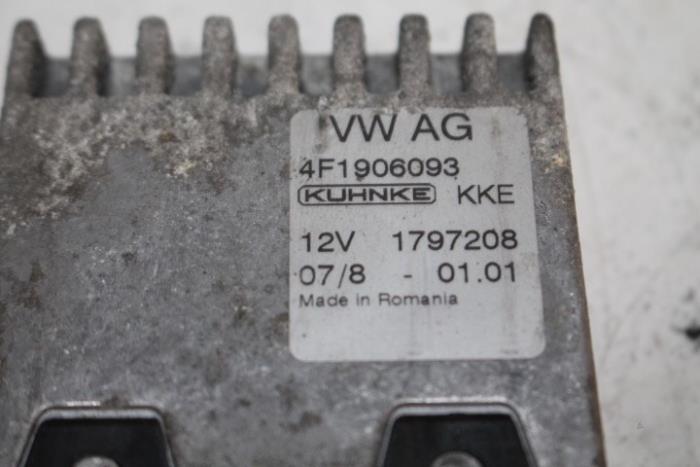 VW AG
4F1906093
KUHNKE KKE
12V 1797208
07/8 - 01.01
Made in Romania